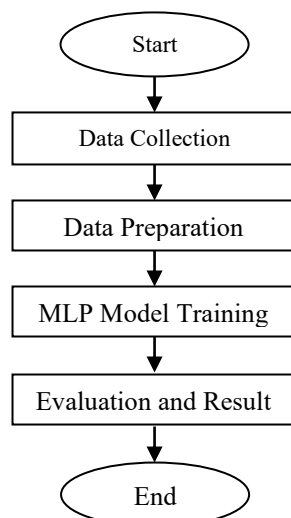 Start
Data Collection
Data Preparation
MLP Model Training
Evaluation and Result
End